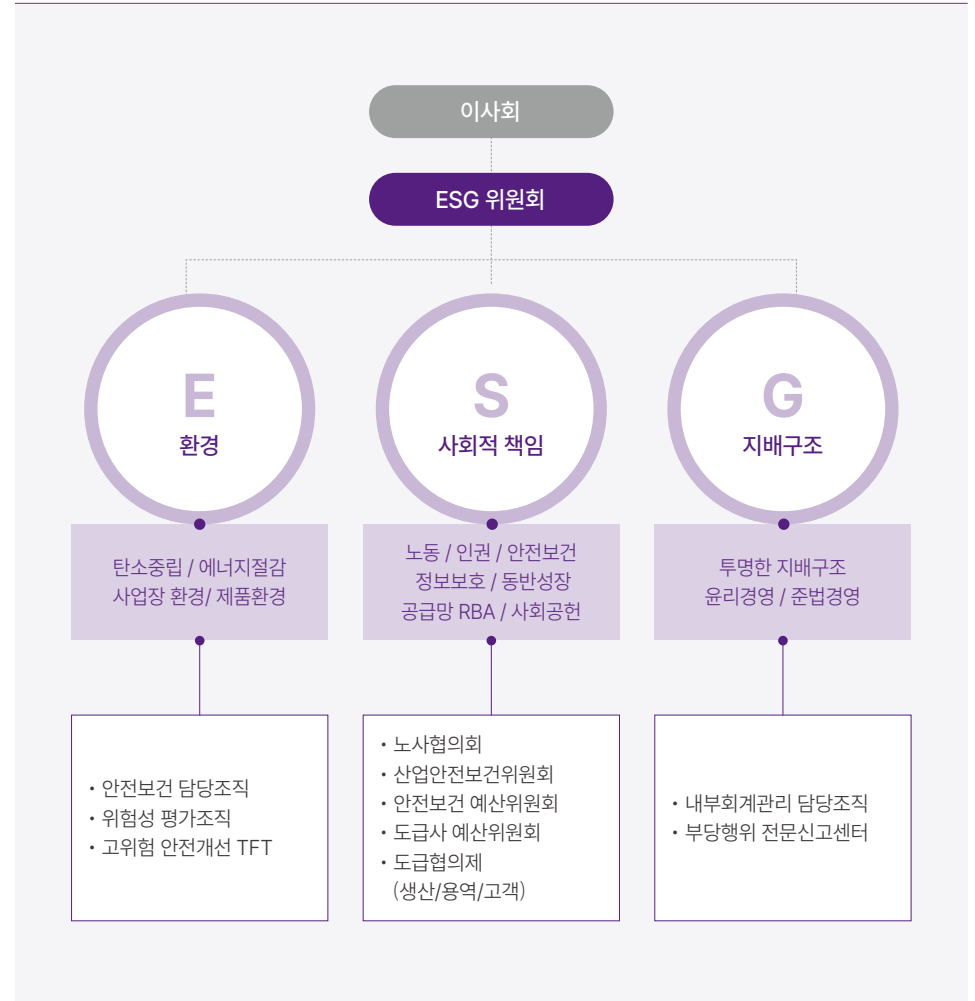 이사회
ESG 위원회
E
환경
탄소중립 / 에너지절감
사업장 환경/ 제품환경
• 안전보건 담당조직
• 위험성 평가조직
• 고위험 안전개선 TFT
S
사회적 책임
노동 / 인권 / 안전보건
정보보호 / 동반성장
공급망 RBA / 사회공헌
• 노사협의회
• 산업안전보건위원회
• 안전보건 예산위원회
• 도급사 예산위원회
• 도급협의제
(생산/용역/고객)
G
지배구조
투명한 지배구조
윤리경영 / 준법경영
• 내부회계관리 담당조직
• 부당행위 전문신고센터